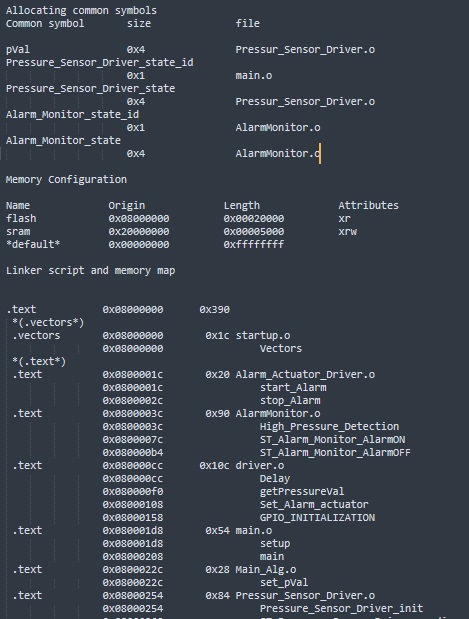 Allocating common symbols
Common symbol       size              file

pVal                0x4               Pressur_Sensor_Driver.o
Pressure_Sensor_Driver_state_id
                    0x1               main.o
Pressure_Sensor_Driver_state
                    0x4               Pressur_Sensor_Driver.o
Alarm_Monitor_state_id
                    0x1               AlarmMonitor.o
Alarm_Monitor_state
                    0x4               AlarmMonitor.o

Memory Configuration

Name             Origin             Length             Attributes
flash            0x08000000         0x00020000         xr
sram             0x20000000         0x00005000         xrw
*default*        0x00000000         0xffffffff

Linker script and memory map

.text           0x08000000      0x390
 *(.vectors*)
 .vectors       0x08000000       0x1c startup.o
                0x08000000                Vectors
 *(.text*)
 .text          0x0800001c       0x20 Alarm_Actuator_Driver.o
                0x0800001c                start_Alarm
                0x0800002c                stop_Alarm
 .text          0x0800003c       0x90 AlarmMonitor.o
                0x0800003c                High_Pressure_Detection
                0x0800007c                ST_Alarm_Monitor_AlarmON
                0x080000b4                ST_Alarm_Monitor_AlarmOFF
 .text          0x080000cc      0x10c driver.o
                0x080000cc                Delay
                0x080000f0                getPressureVal
                0x08000108                Set_Alarm_actuator
                0x08000158                GPIO_INITIALIZATION
 .text          0x080001d8       0x54 main.o
                0x080001d8                setup
                0x08000208                main
 .text          0x0800022c       0x28 Main_Alg.o
                0x0800022c                set_pVal
 .text          0x08000254       0x84 Pressur_Sensor_Driver.o
                0x08000254                Pressure_Sensor_Driver_init